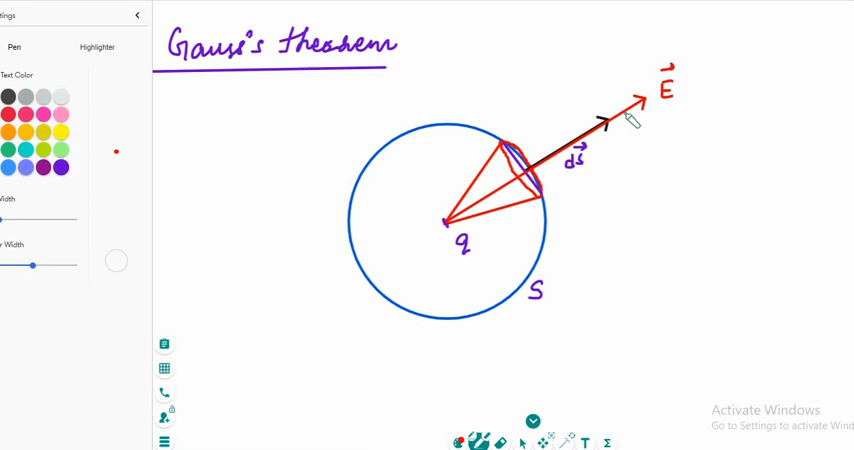 ttings
Gauss's theorem
Pen
Highlighter
Text Color
E
dS
q
S
Width
r Width
Activate Windows
Go to Settings to activate Wind
T
Σ